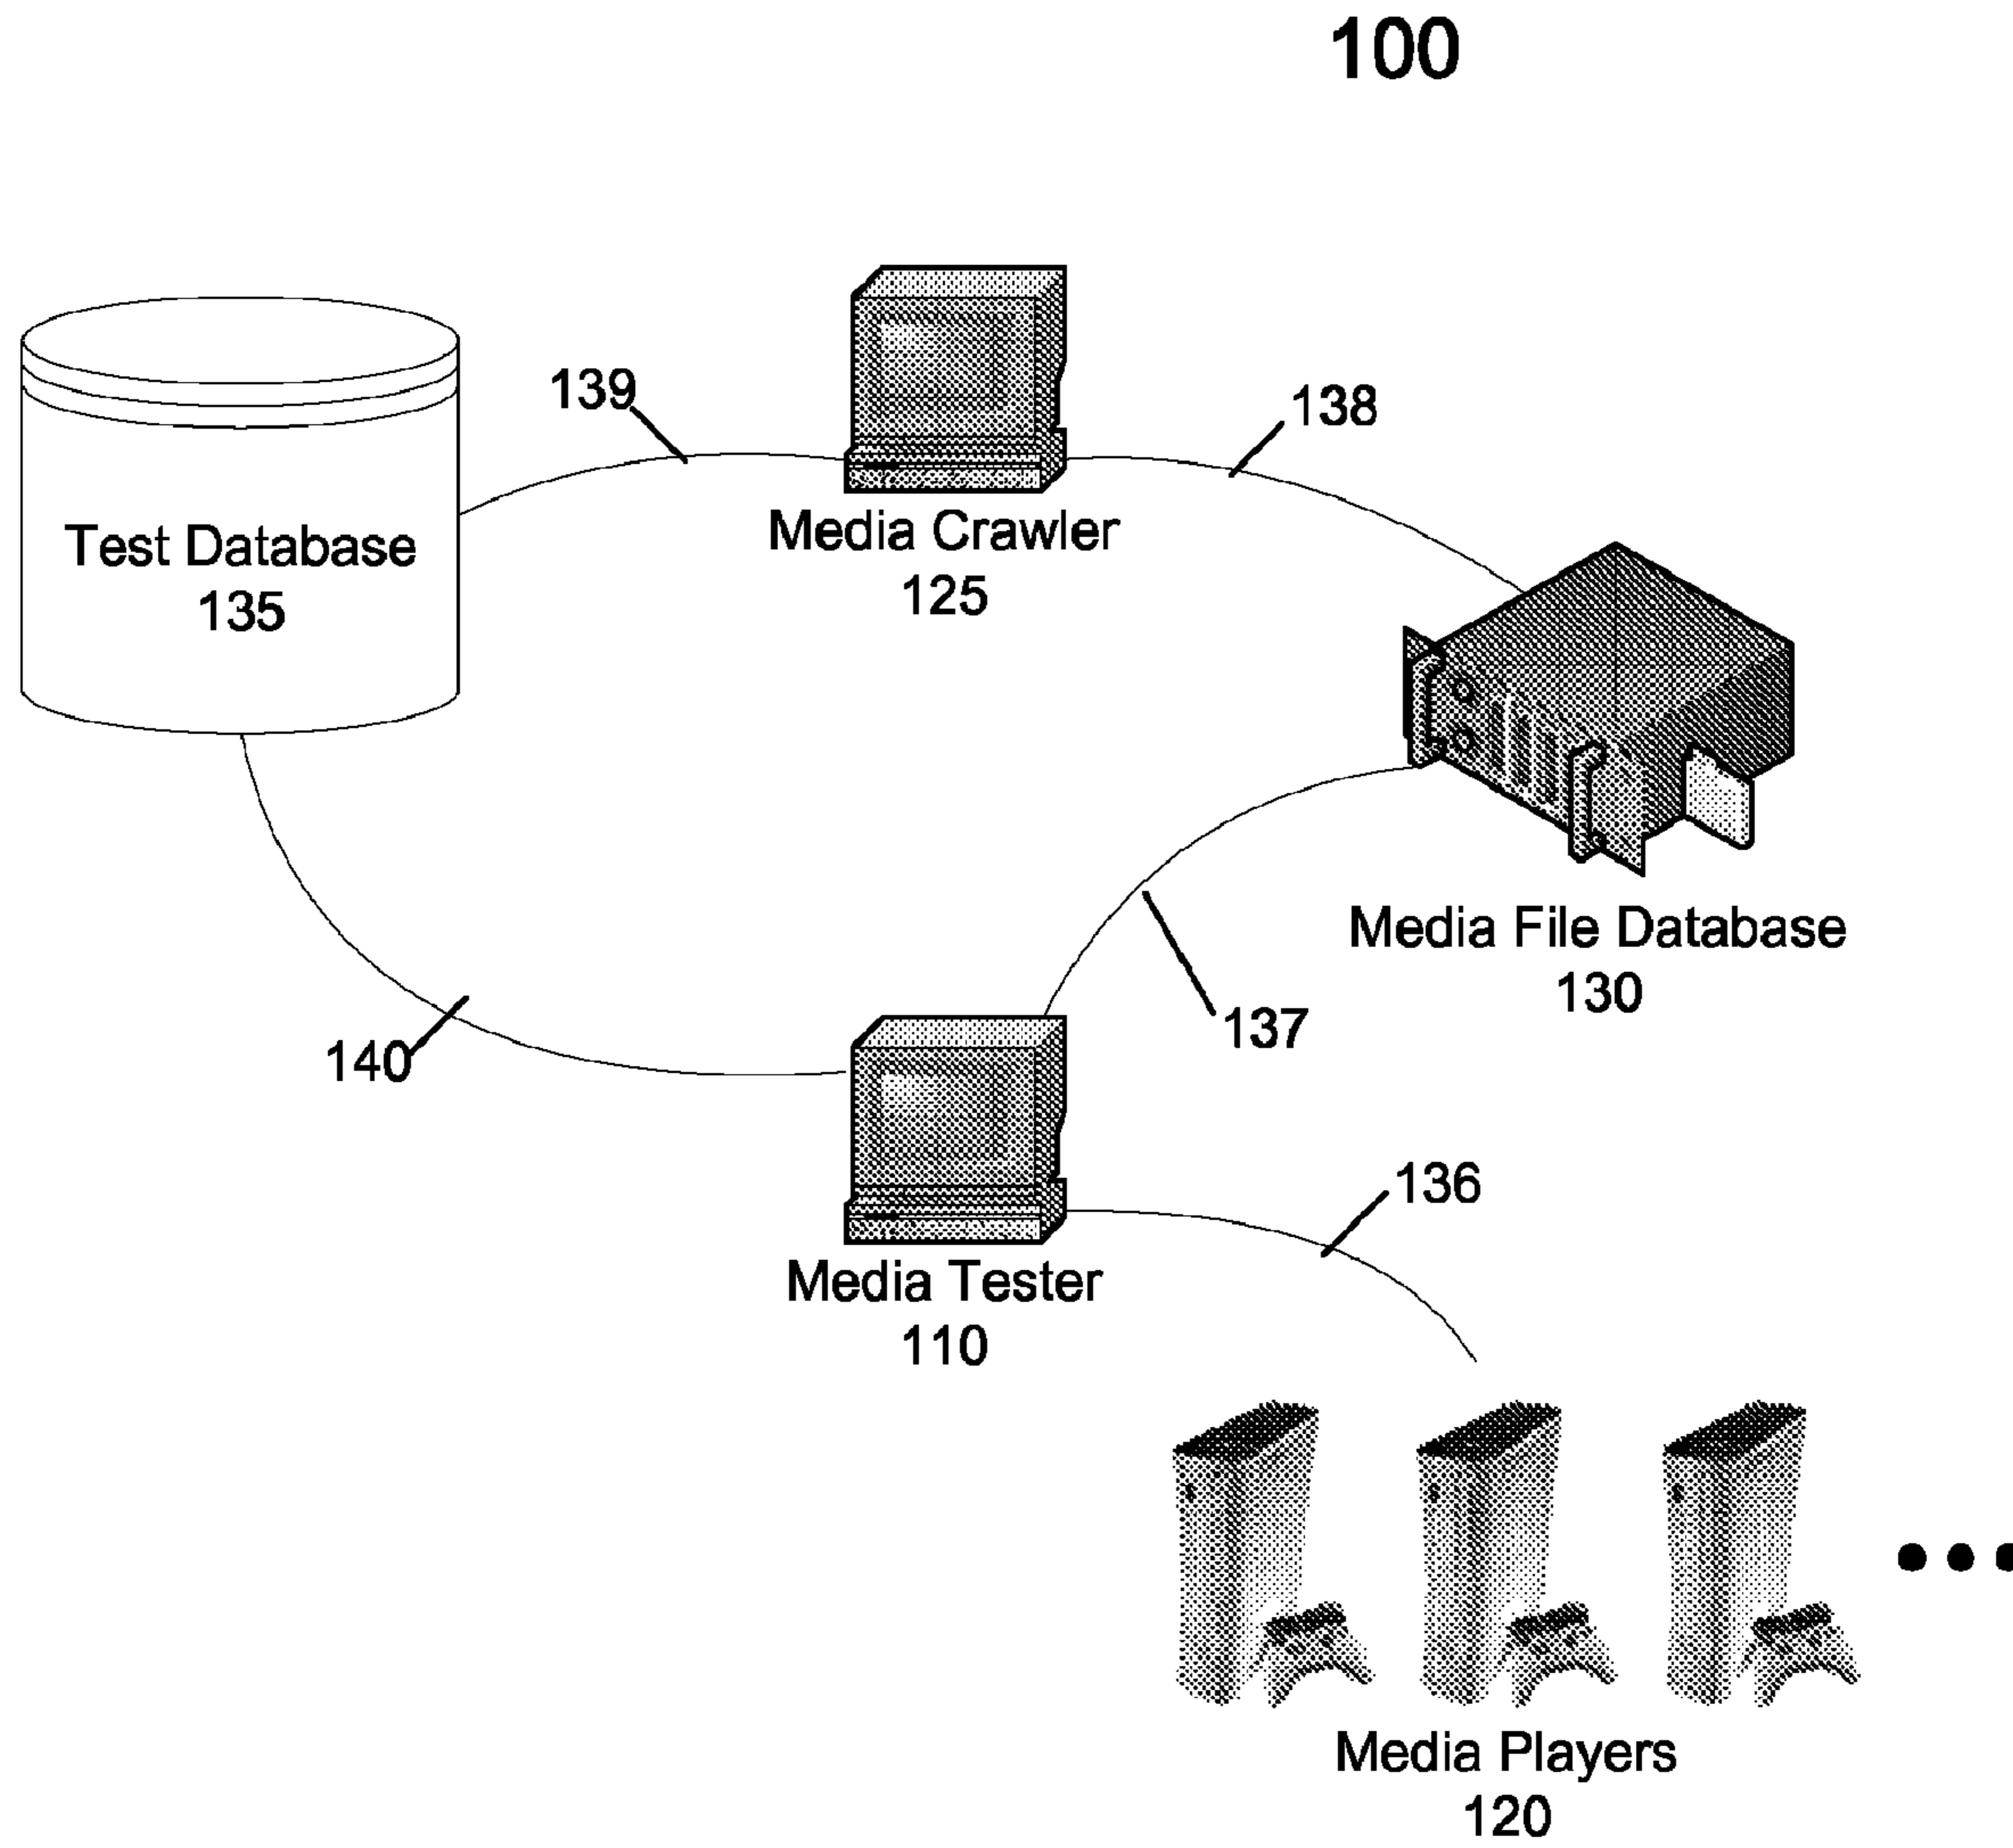 100
139
138
Media Crawler
125
Test Database
135
Media File Database
130
137
140
136
Media Tester
110
Media Players
120